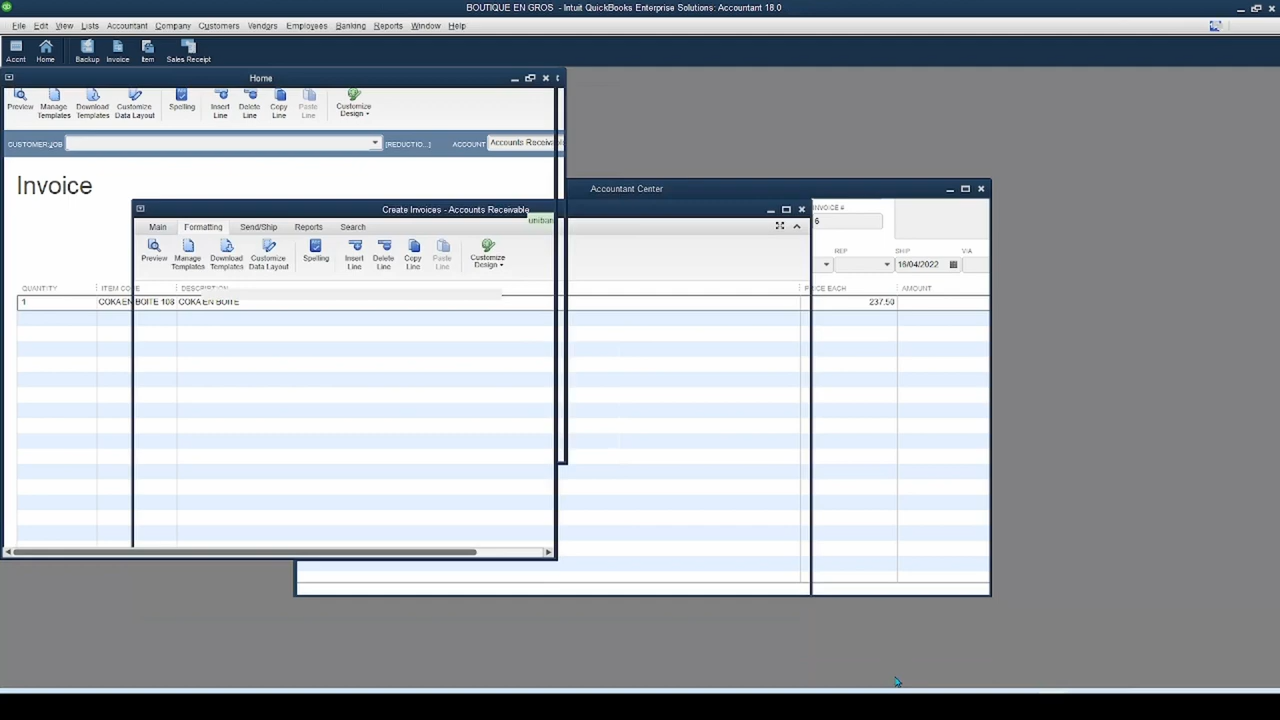 BOUTIQUE EN GROS - Intuit QuickBooks Enterprise Solutions: Accountant 18.0
File Edit View Lists Accountant Company Customers Vendors Employees Banking Reports Window Help
Accnt Home Backup Invoice Item Sales Receipt
Home
Preview Manage Templates Download Templates Customize Data Layout Spelling Insert Line Delete Line Copy Line Paste Line Customize Design
CUSTOMER:JOB [REDUCTIO...] ACCOUNT Accounts Receivabl
Invoice
Accountant Center
Create Invoices - Accounts Receivable
INVOICE #
6
Main Formatting Send/Ship Reports Search
Preview Manage Templates Download Templates Customize Data Layout Spelling Insert Line Delete Line Copy Line Paste Line Customize Design
REP SHIP VIA
16/04/2022
QUANTITY ITEM CODE DESCRIPTION PRICE EACH AMOUNT
1 COKA EN BOITE 108 COKA EN BOITE 237.50